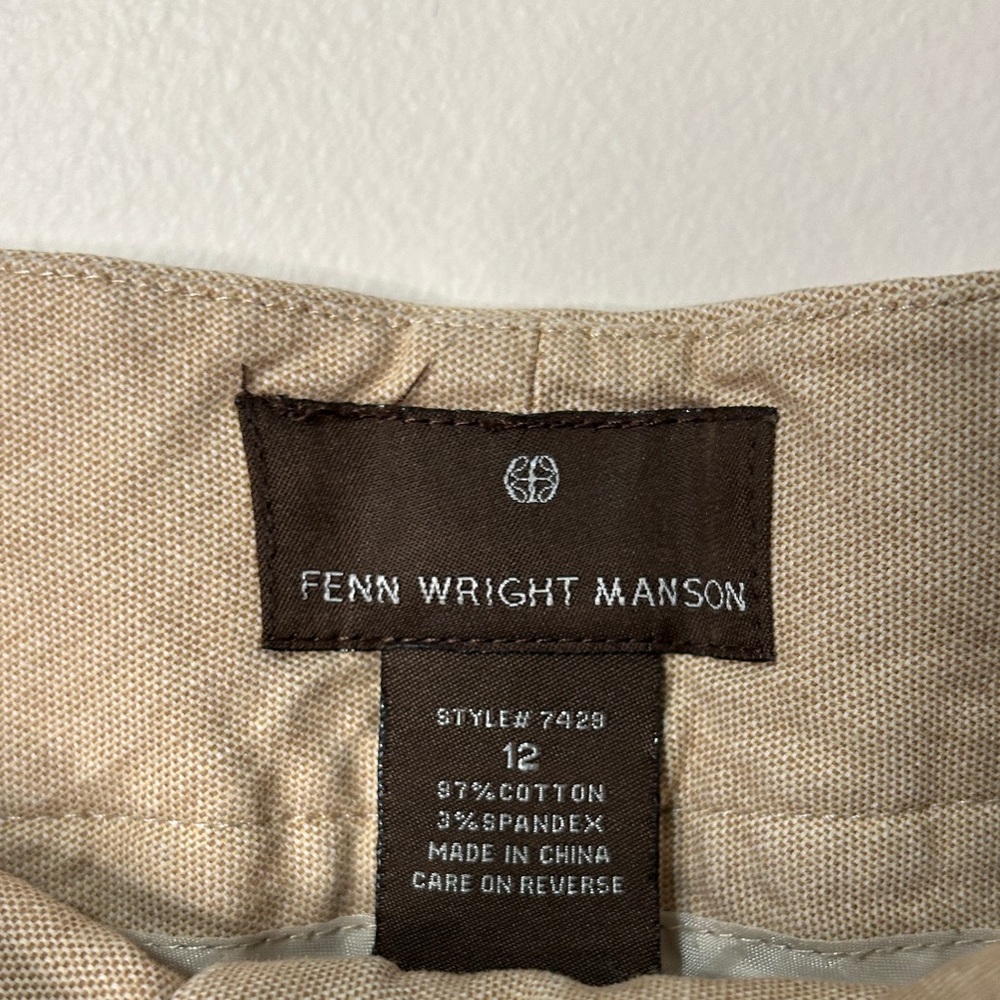 FENN WRIGHT MANSON
STYLE# 7429
12
97%COTTON
3%SPANDEX
MADE IN CHINA
CARE ON REVERSE